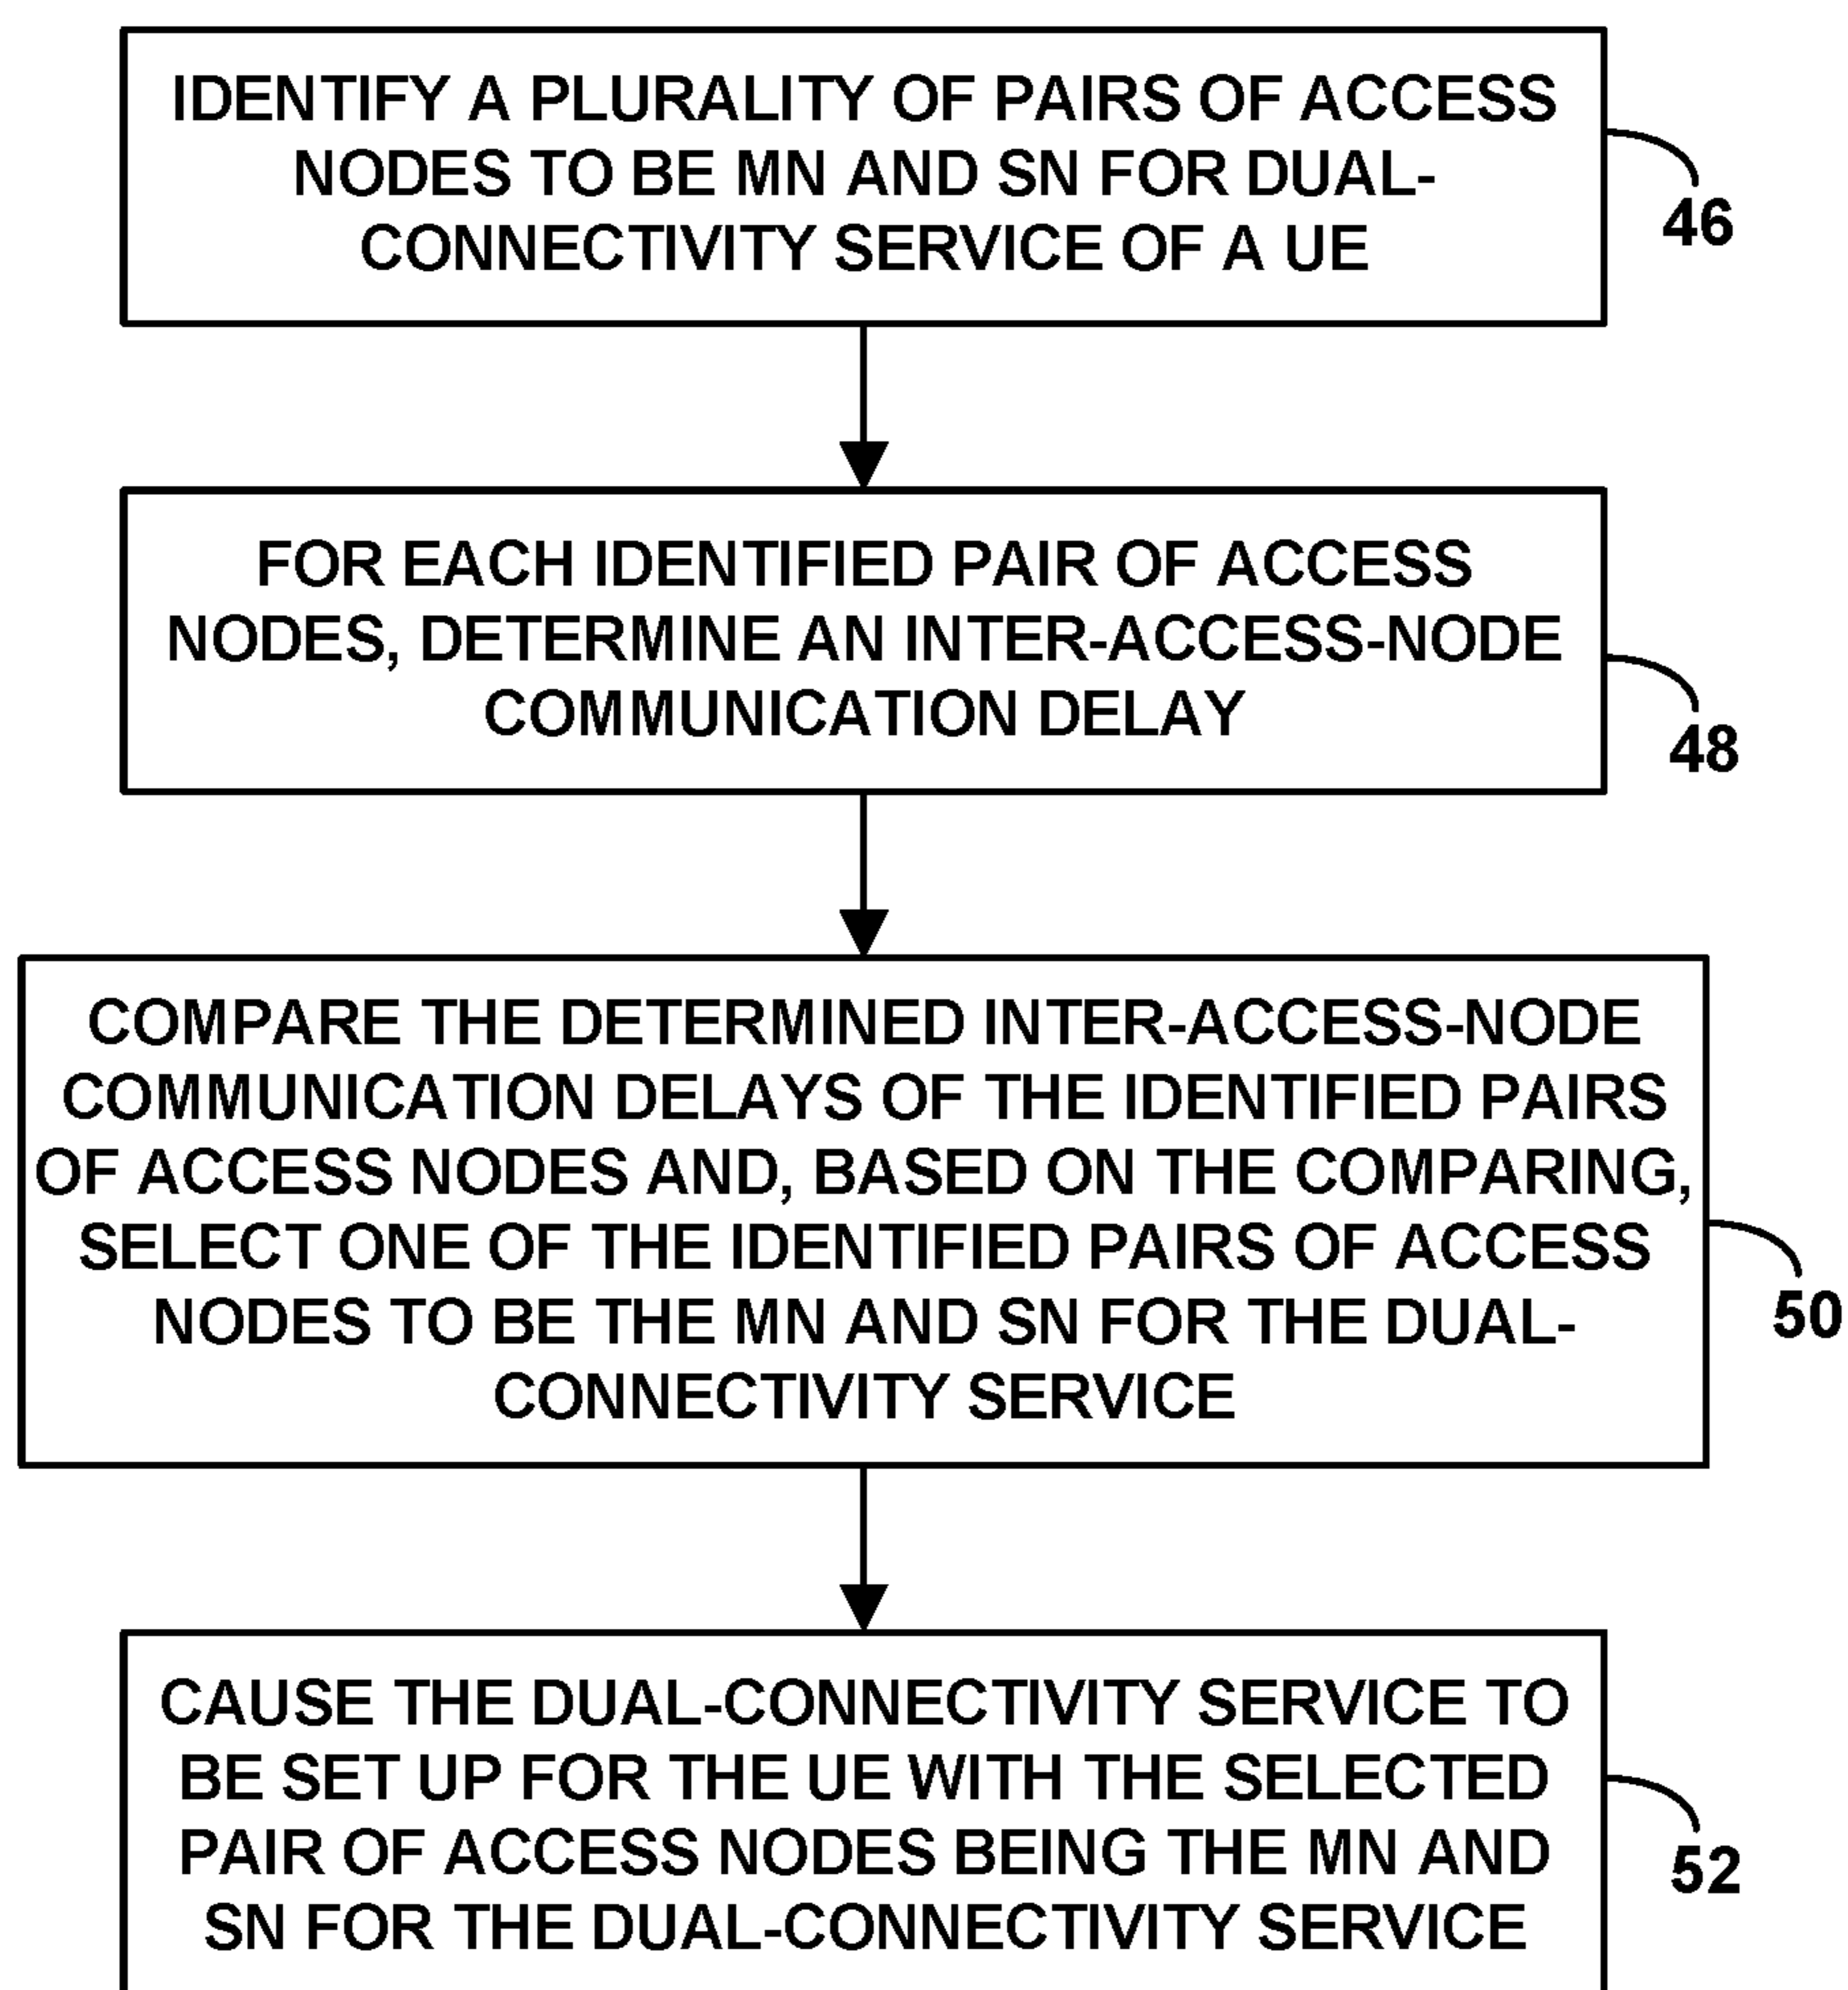 IDENTIFY A PLURALITY OF PAIRS OF ACCESS
NODES TO BE MN AND SN FOR DUAL-
CONNECTIVITY SERVICE OF A UE
46
FOR EACH IDENTIFIED PAIR OF ACCESS
NODES, DETERMINE AN INTER-ACCESS-NODE
COMMUNICATION DELAY
48
COMPARE THE DETERMINED INTER-ACCESS-NODE
COMMUNICATION DELAYS OF THE IDENTIFIED PAIRS
OF ACCESS NODES AND, BASED ON THE COMPARING,
SELECT ONE OF THE IDENTIFIED PAIRS OF ACCESS
NODES TO BE THE MN AND SN FOR THE DUAL-
CONNECTIVITY SERVICE
50
CAUSE THE DUAL-CONNECTIVITY SERVICE TO
BE SET UP FOR THE UE WITH THE SELECTED
PAIR OF ACCESS NODES BEING THE MN AND
SN FOR THE DUAL-CONNECTIVITY SERVICE
52